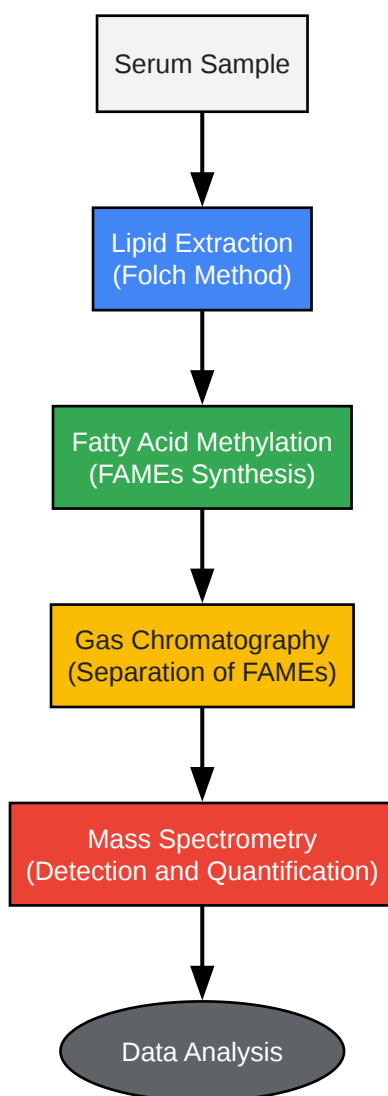 Serum Sample
Lipid Extraction
(Folch Method)
Fatty Acid Methylation
(FAMEs Synthesis)
Gas Chromatography
(Separation of FAMEs)
Mass Spectrometry
(Detection and Quantification)
Data Analysis